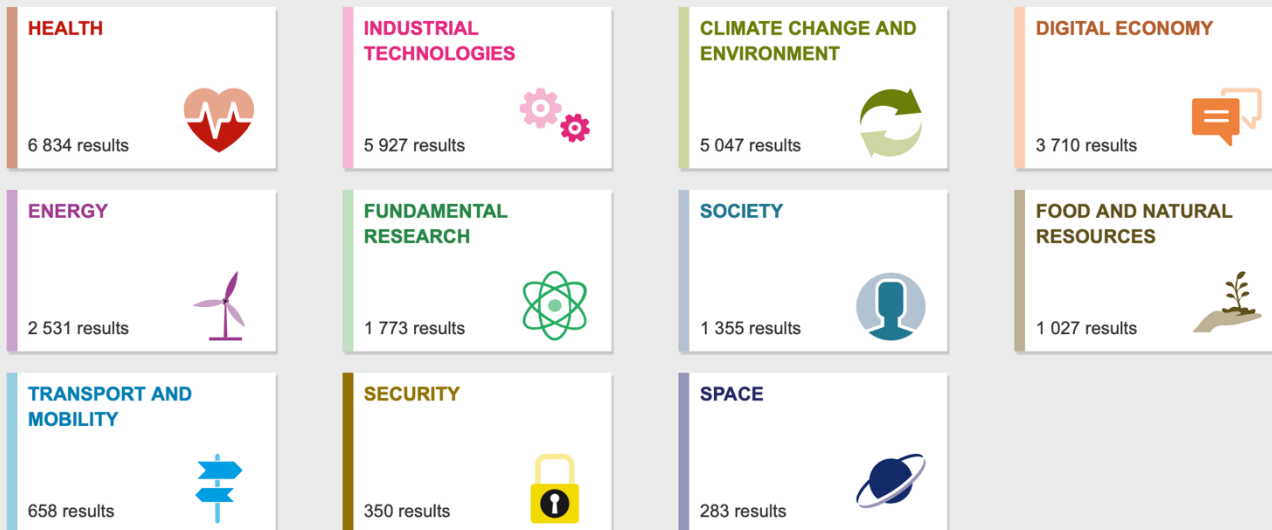 HEALTH
6 834 results
INDUSTRIAL
TECHNOLOGIES
5 927 results
CLIMATE CHANGE AND
ENVIRONMENT
5 047 results
DIGITAL ECONOMY
3 710 results
ENERGY
2 531 results
FUNDAMENTAL
RESEARCH
1 773 results
SOCIETY
1 355 results
FOOD AND NATURAL
RESOURCES
1 027 results
TRANSPORT AND
MOBILITY
658 results
SECURITY
350 results
SPACE
283 results